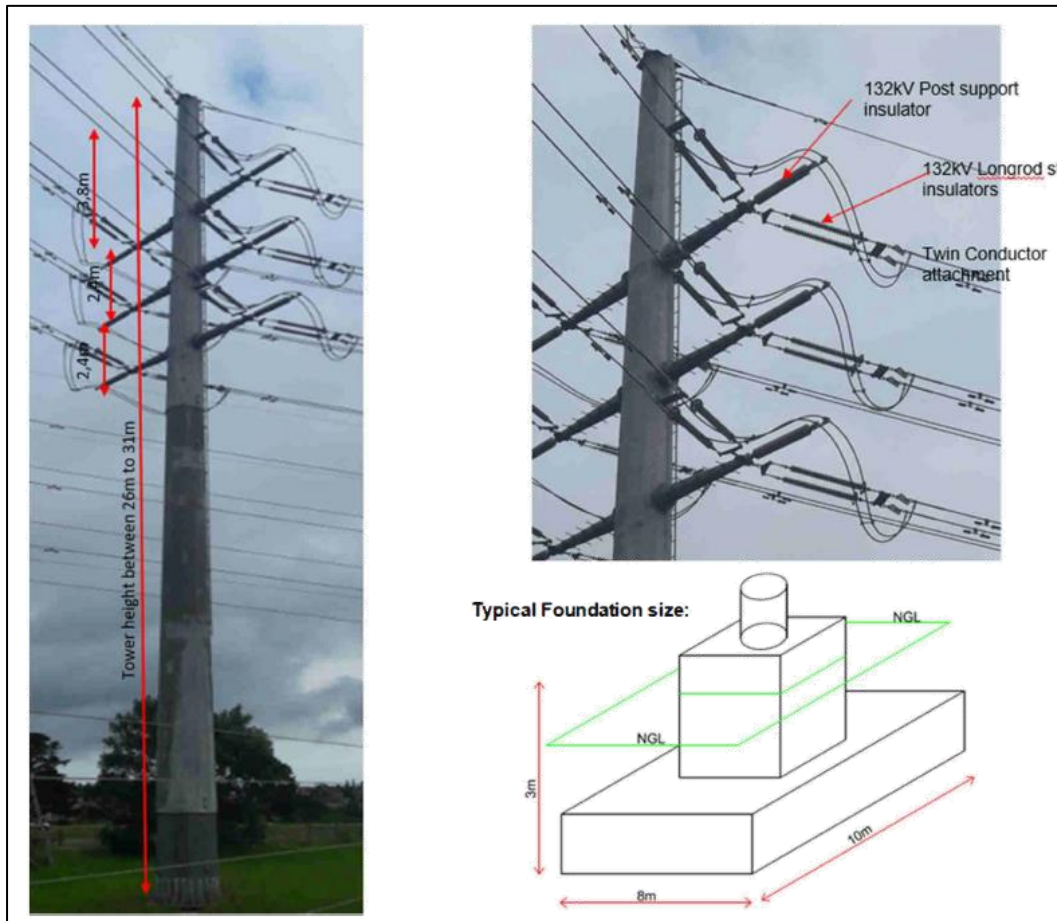 3,8m
2,4m
2,4m
Tower height between 26m to 31m
132kV Post support
insulator
132kV Longrod s
insulators
Twin Conductor
attachment
Typical Foundation size:
NGL
NGL
3m
10m
8m